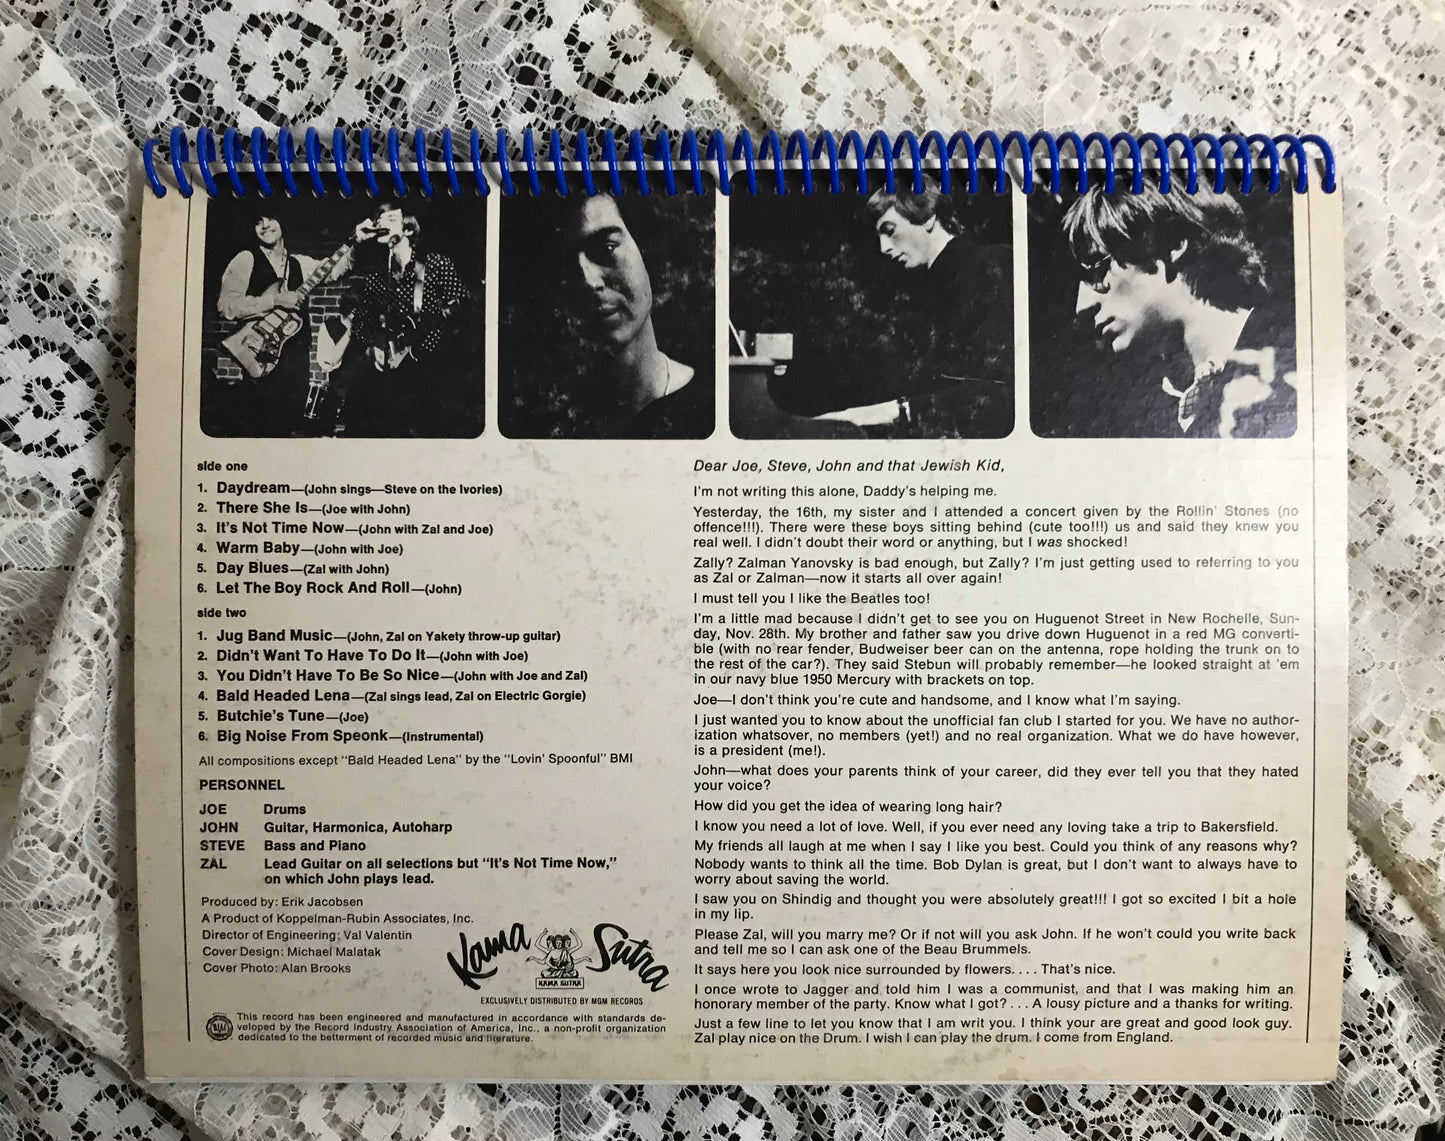 side one
1. Daydream—(John sings—Steve on the Ivories)
2. There She Is—(Joe with John)
3. It's Not Time Now—(John with Zal and Joe)
4. Warm Baby—(John with Joe)
5. Day Blues—(Zal with John)
6. Let The Boy Rock And Roll—(John)
side two
1. Jug Band Music—(John, Zal on Yakety throw-up guitar)
2. Didn't Want To Have To Do It—(John with Joe)
3. You Didn't Have To Be So Nice—(John with Joe and Zal)
4. Bald Headed Lena—(Zal sings lead, Zal on Electric Gorgie)
5. Butchie's Tune—(Joe)
6. Big Noise From Speonk—(Instrumental)
All compositions except "Bald Headed Lena" by the "Lovin' Spoonful" BMI
PERSONNEL
JOE Drums
JOHN Guitar, Harmonica, Autoharp
STEVE Bass and Piano
ZAL Lead Guitar on all selections but "It's Not Time Now,"
on which John plays lead.
Produced by: Erik Jacobsen
A Product of Koppelman-Rubin Associates, Inc.
Director of Engineering: Val Valentin
Cover Design: Michael Malatak
Cover Photo: Alan Brooks
Kama Sutra
KAMA SUTRA
EXCLUSIVELY DISTRIBUTED BY MGM RECORDS
This record has been engineered and manufactured in accordance with standards de-
veloped by the Record Industry Association of America, Inc., a non-profit organization
dedicated to the betterment of recorded music and literature.
Dear Joe, Steve, John and that Jewish Kid,
I'm not writing this alone, Daddy's helping me.
Yesterday, the 16th, my sister and I attended a concert given by the Rollin' Stones (no
offence!!!). There were these boys sitting behind (cute too!!!) us and said they knew you
real well. I didn't doubt their word or anything, but I was shocked!
Zally? Zalman Yanovsky is bad enough, but Zally? I'm just getting used to referring to you
as Zal or Zalman—now it starts all over again!
I must tell you I like the Beatles too!
I'm a little mad because I didn't get to see you on Huguenot Street in New Rochelle, Sun-
day, Nov. 28th. My brother and father saw you drive down Huguenot in a red MG converti-
ble (with no rear fender, Budweiser beer can on the antenna, rope holding the trunk on to
the rest of the car?). They said Stebun will probably remember—he looked straight at 'em
in our navy blue 1950 Mercury with brackets on top.
Joe—I don't think you're cute and handsome, and I know what I'm saying.
I just wanted you to know about the unofficial fan club I started for you. We have no author-
ization whatsover, no members (yet!) and no real organization. What we do have however,
is a president (me!).
John—what does your parents think of your career, did they ever tell you that they hated
your voice?
How did you get the idea of wearing long hair?
I know you need a lot of love. Well, if you ever need any loving take a trip to Bakersfield.
My friends all laugh at me when I say I like you best. Could you think of any reasons why?
Nobody wants to think all the time. Bob Dylan is great, but I don't want to always have to
worry about saving the world.
I saw you on Shindig and thought you were absolutely great!!! I got so excited I bit a hole
in my lip.
Please Zal, will you marry me? Or if not will you ask John. If he won't could you write back
and tell me so I can ask one of the Beau Brummels.
It says here you look nice surrounded by flowers. . . . That's nice.
I once wrote to Jagger and told him I was a communist, and that I was making him an
honorary member of the party. Know what I got? . . . A lousy picture and a thanks for writing.
Just a few line to let you know that I am writ you. I think your are great and good look guy.
Zal play nice on the Drum. I wish I can play the drum. I come from England.